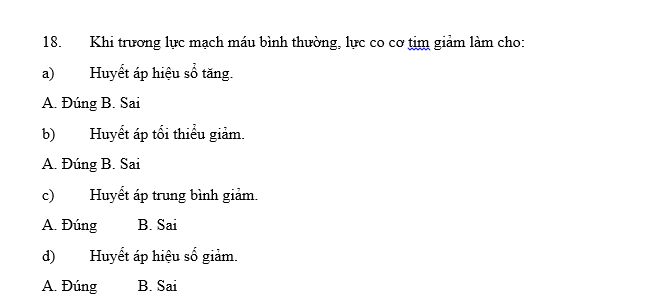 18. Khi trương lực mạch máu bình thường, lực co cơ tim giảm làm cho:
a) Huyết áp hiệu số tăng.
A. Đúng B. Sai
b) Huyết áp tối thiểu giảm.
A. Đúng B. Sai
c) Huyết áp trung bình giảm.
A. Đúng B. Sai
d) Huyết áp hiệu số giảm.
A. Đúng B. Sai